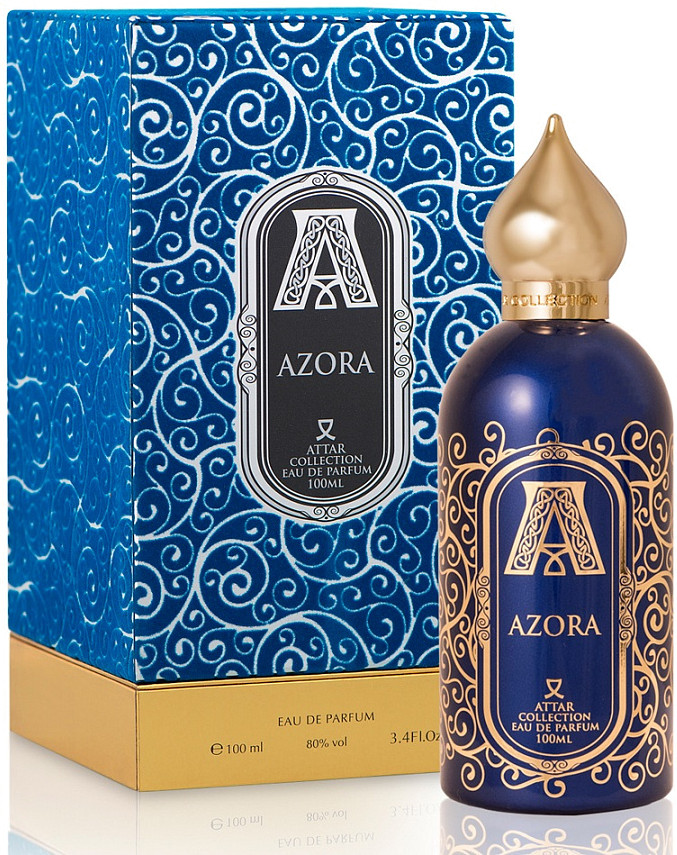 A
AZORA
ATTAR
COLLECTION
EAU DE PARFUM
100ML
EAU DE PARFUM
℮ 100 ml 80% vol 3.4Fl.Oz
COLLECTION
A
AZORA
ATTAR
COLLECTION
EAU DE PARFUM
100ML